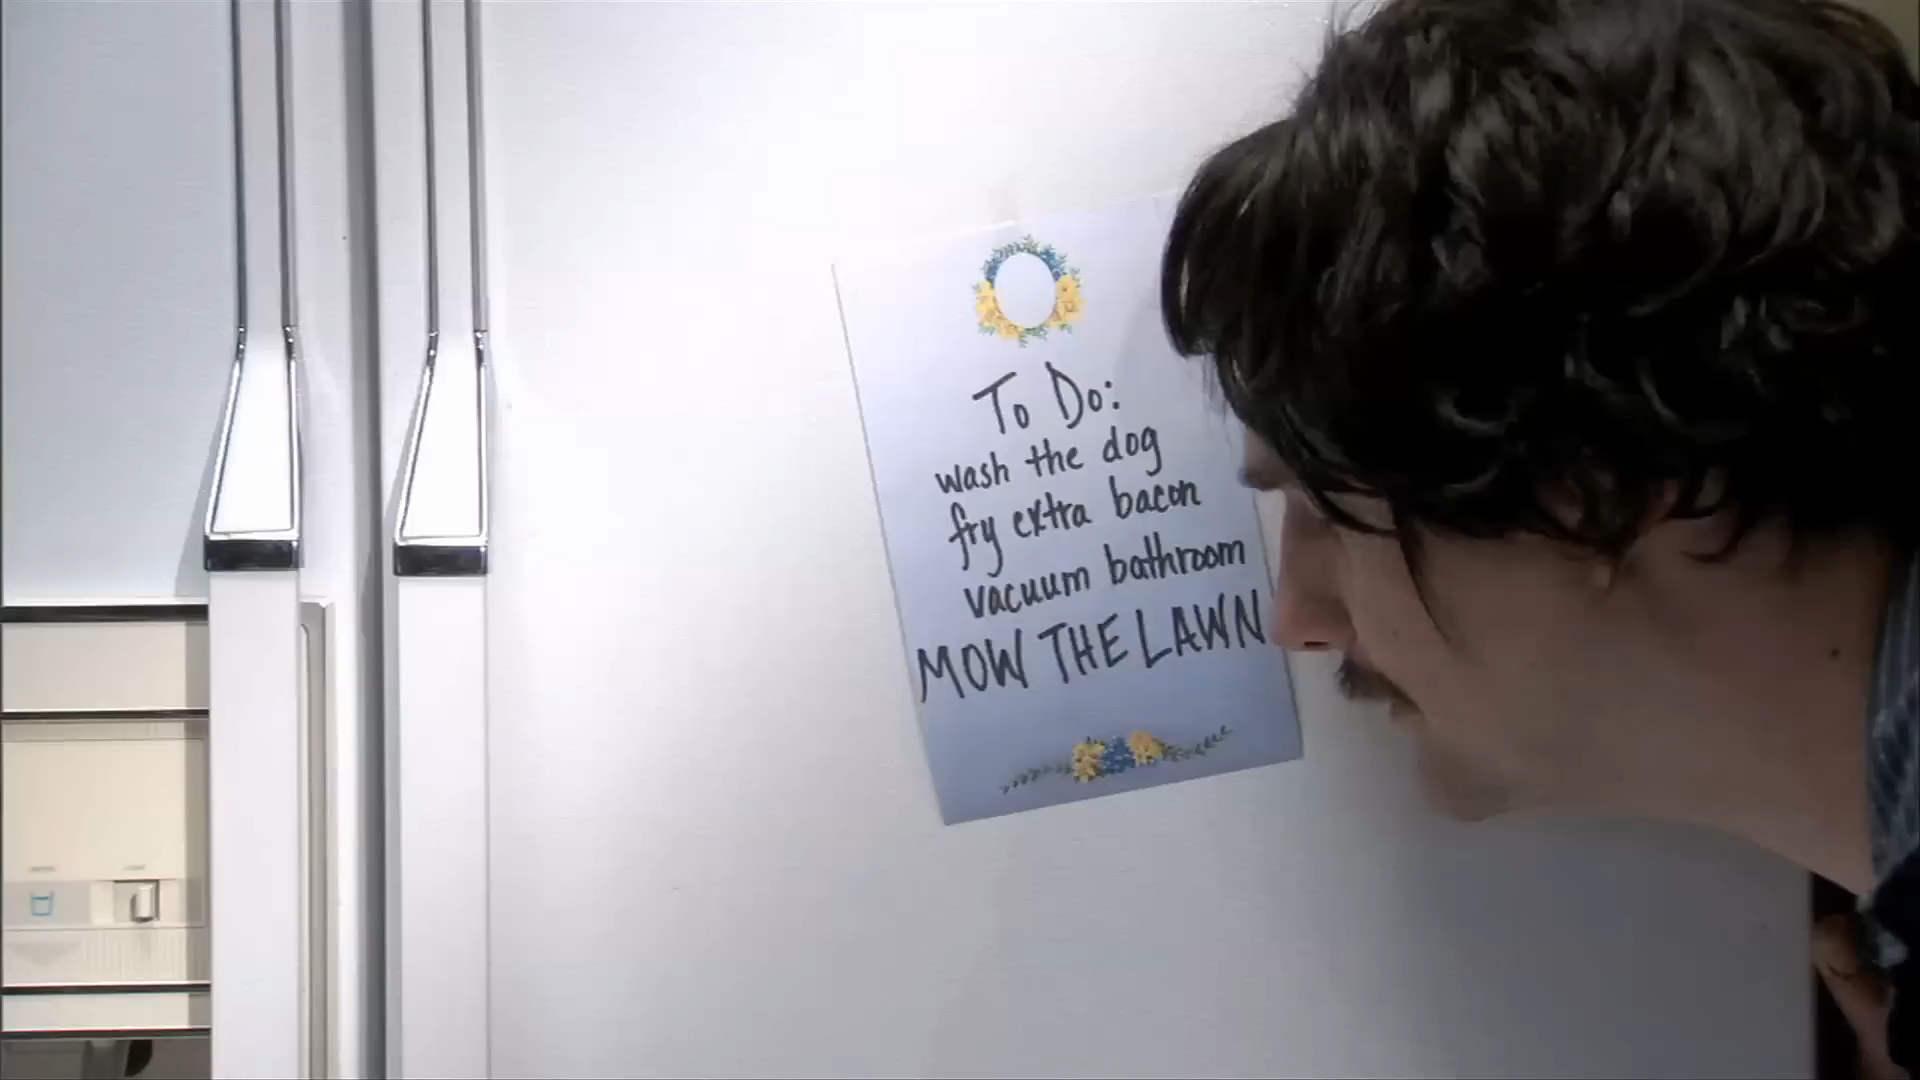 To Do:
wash the dog
fry extra bacon
vacuum bathroom
MOW THE LAWN